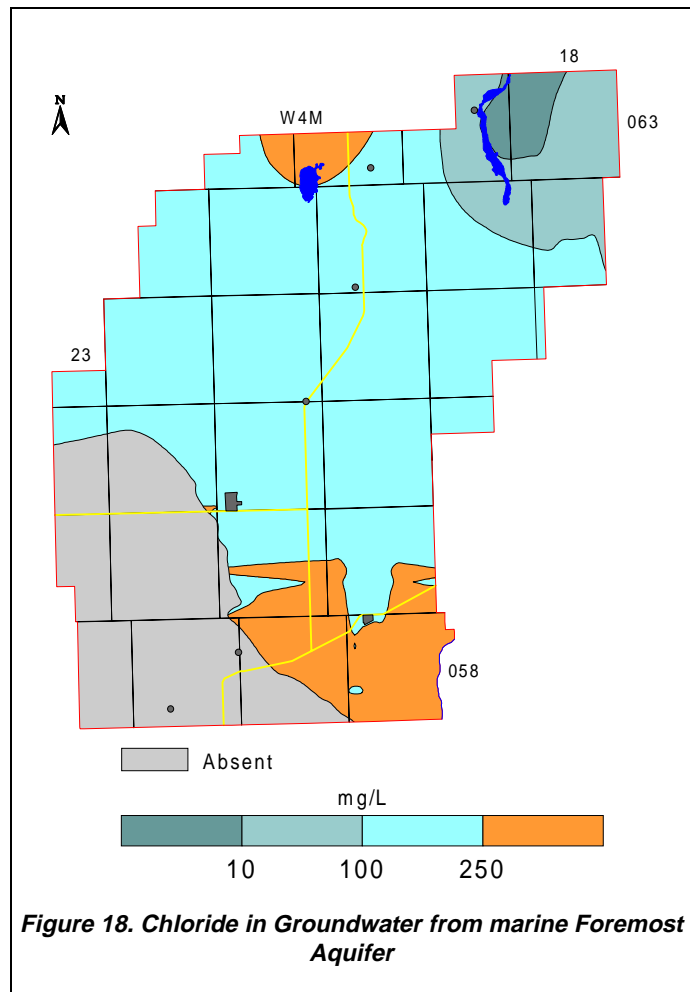 18
N
W4M
063
23
058
Absent
mg/L
10 100 250
Figure 18. Chloride in Groundwater from marine Foremost
Aquifer